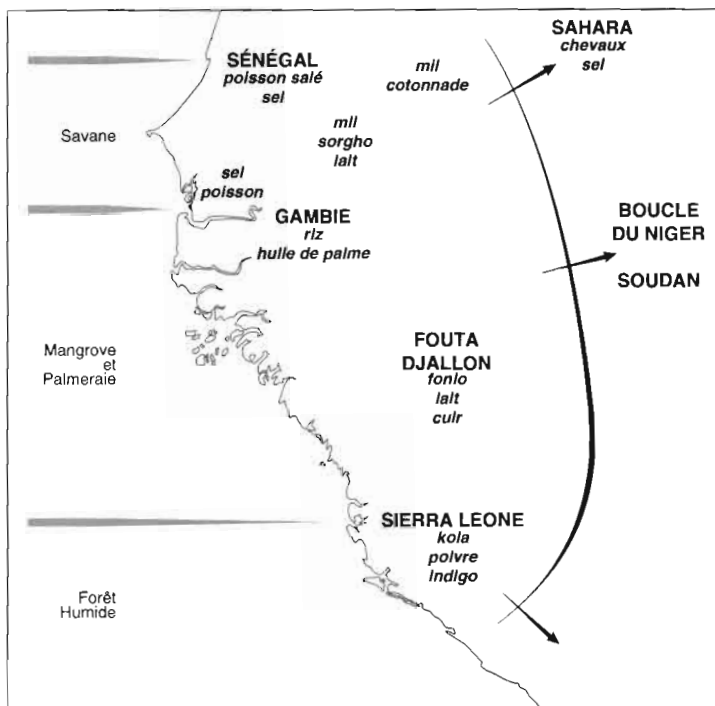 SAHARA
chevaux
sel
SÉNÉGAL
poisson salé
sel
mil
cotonnade
Savane
mil
sorgho
lait
sel
poisson
GAMBIE
riz
huile de palme
BOUCLE
DU NIGER
SOUDAN
Mangrove
et
Palmeraie
FOUTA
DJALLON
fonio
lait
cuir
SIERRA LEONE
kola
poivre
indigo
Forêt
Humide